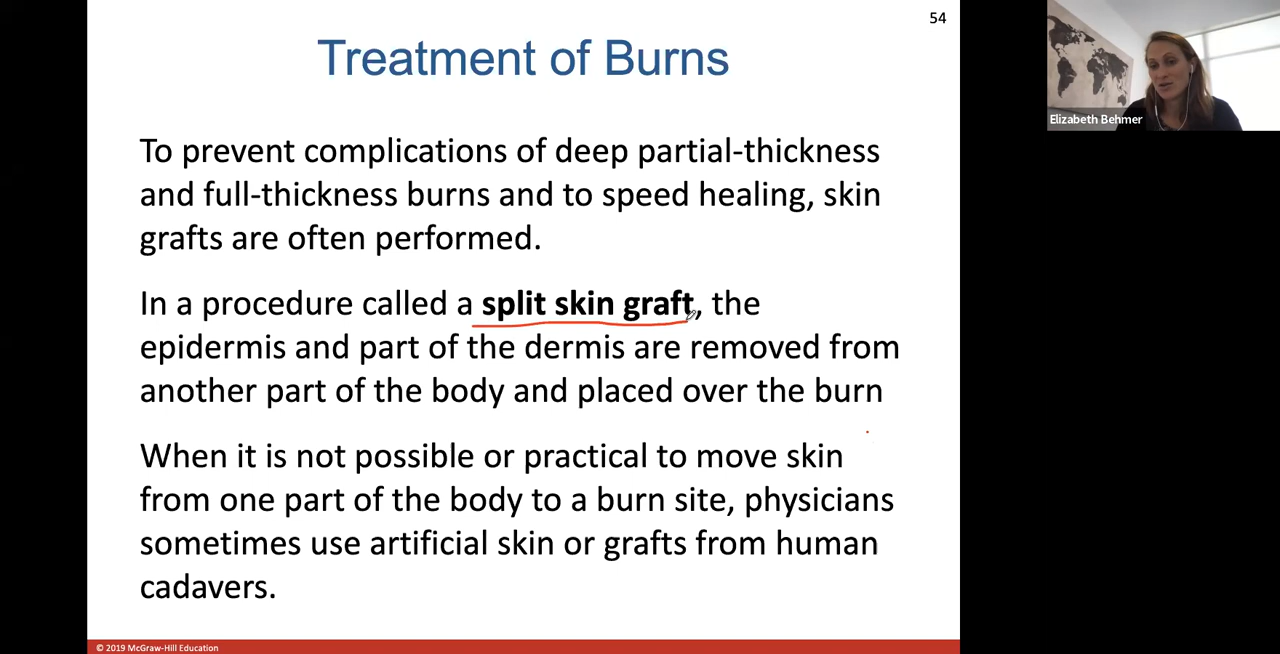 54
Treatment of Burns
To prevent complications of deep partial-thickness
and full-thickness burns and to speed healing, skin
grafts are often performed.
In a procedure called a split skin graft, the
epidermis and part of the dermis are removed from
another part of the body and placed over the burn
When it is not possible or practical to move skin
from one part of the body to a burn site, physicians
sometimes use artificial skin or grafts from human
cadavers.
© 2019 McGraw-Hill Education
Elizabeth Behmer